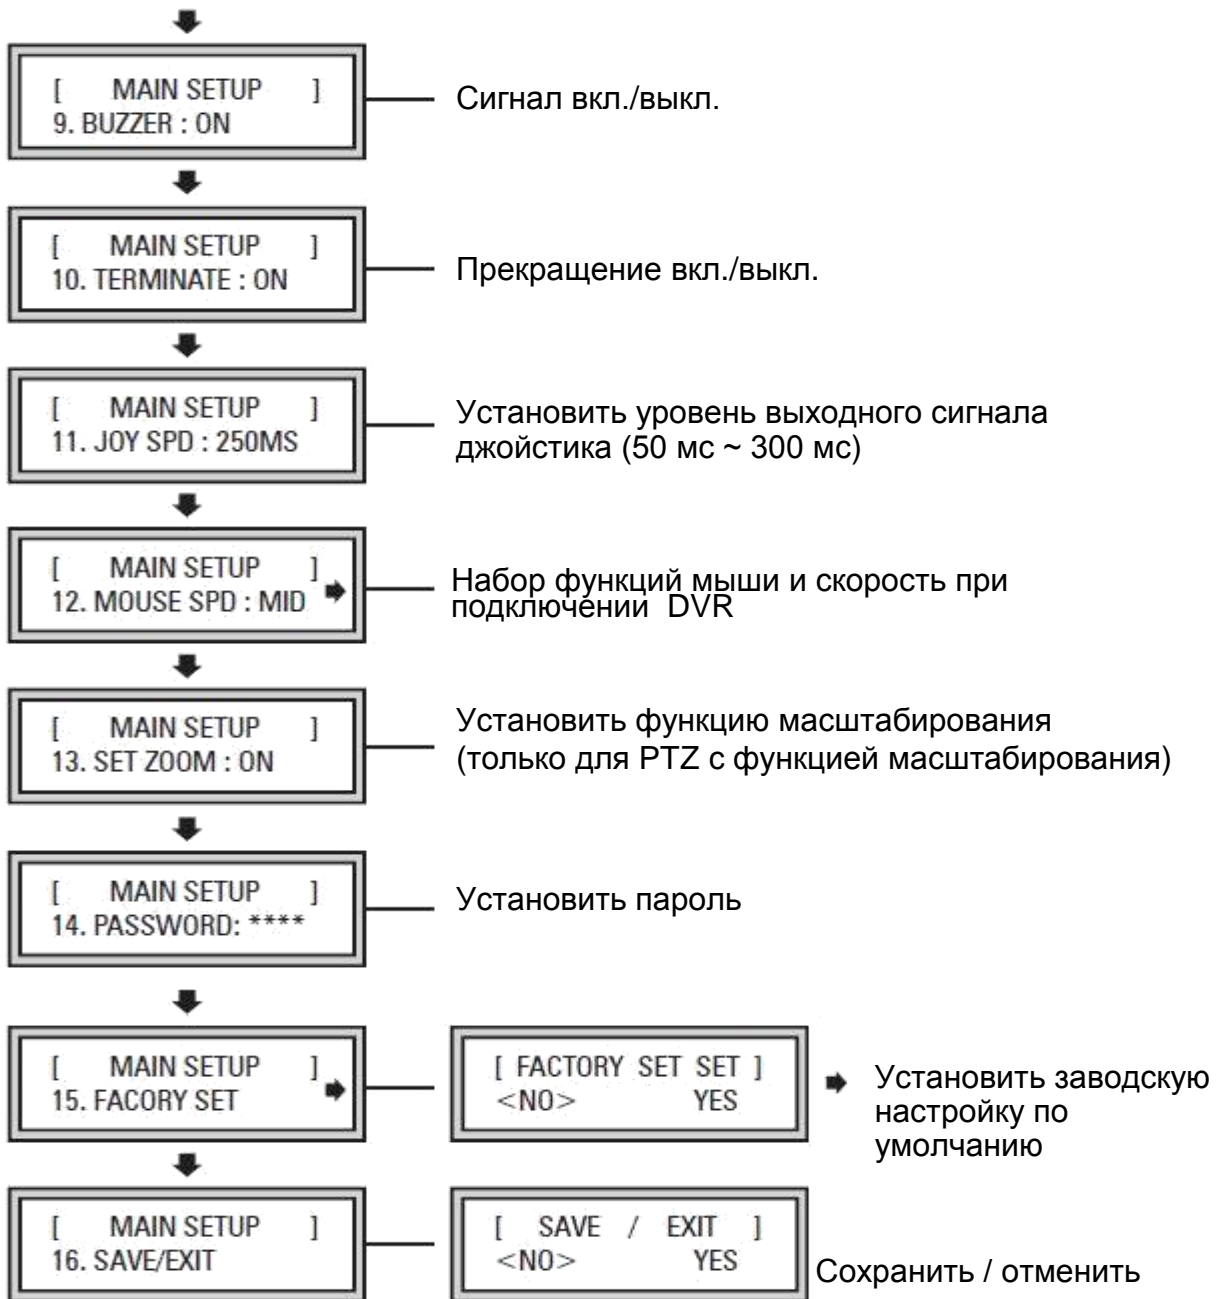 [ MAIN SETUP ]
9. BUZZER : ON
Сигнал вкл./выкл.
[ MAIN SETUP ]
10. TERMINATE : ON
Прекращение вкл./выкл.
[ MAIN SETUP ]
11. JOY SPD : 250MS
Установить уровень выходного сигнала
джойстика (50 мс ~ 300 мс)
[ MAIN SETUP ]
12. MOUSE SPD : MID
Набор функций мыши и скорость при
подключении DVR
[ MAIN SETUP ]
13. SET ZOOM : ON
Установить функцию масштабирования
(только для PTZ с функцией масштабирования)
[ MAIN SETUP ]
14. PASSWORD: ****
Установить пароль
[ MAIN SETUP ]
15. FACORY SET
[ FACTORY SET SET ]
<NO> YES
Установить заводскую
настройку по
умолчанию
[ MAIN SETUP ]
16. SAVE/EXIT
[ SAVE / EXIT ]
<NO> YES
Сохранить / отменить